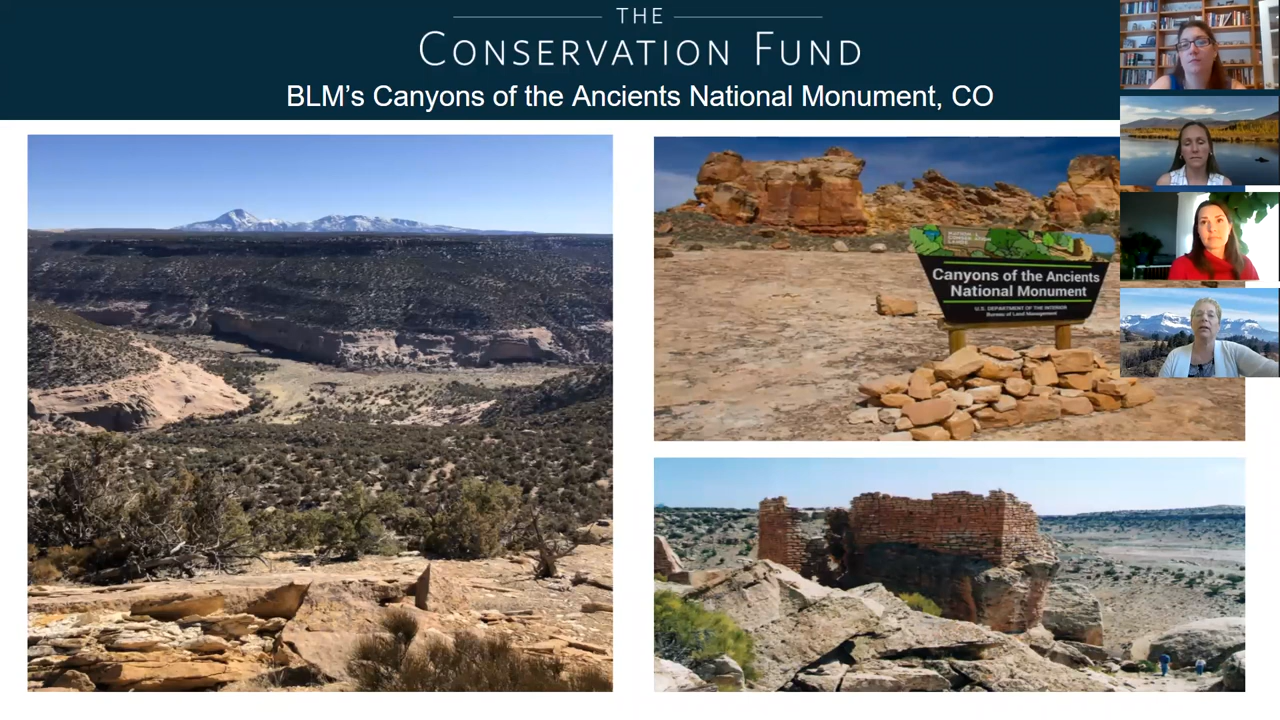 THE
CONSERVATION FUND
BLM's Canyons of the Ancients National Monument, CO
Canyons of the Ancients
National Monument
U.S. DEPARTMENT OF THE INTERIOR
Bureau of Land Management